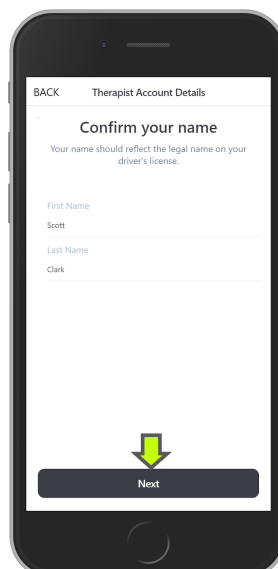 BACK Therapist Account Details
Confirm your name
Your name should reflect the legal name on your
driver's license.
First Name
Scott
Last Name
Clark
Next